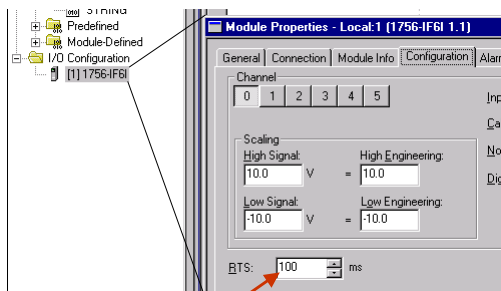 STRING
Predefined
Module-Defined
I/O Configuration
[1] 1756-IF6I
Module Properties - Local:1 (1756-IF6I 1.1)
General Connection Module Info Configuration
Channel
0 1 2 3 4 5
Scaling
High Signal: High Engineering:
10.0 V = 10.0
Low Signal: Low Engineering:
-10.0 V = -10.0
RTS: 100 ms